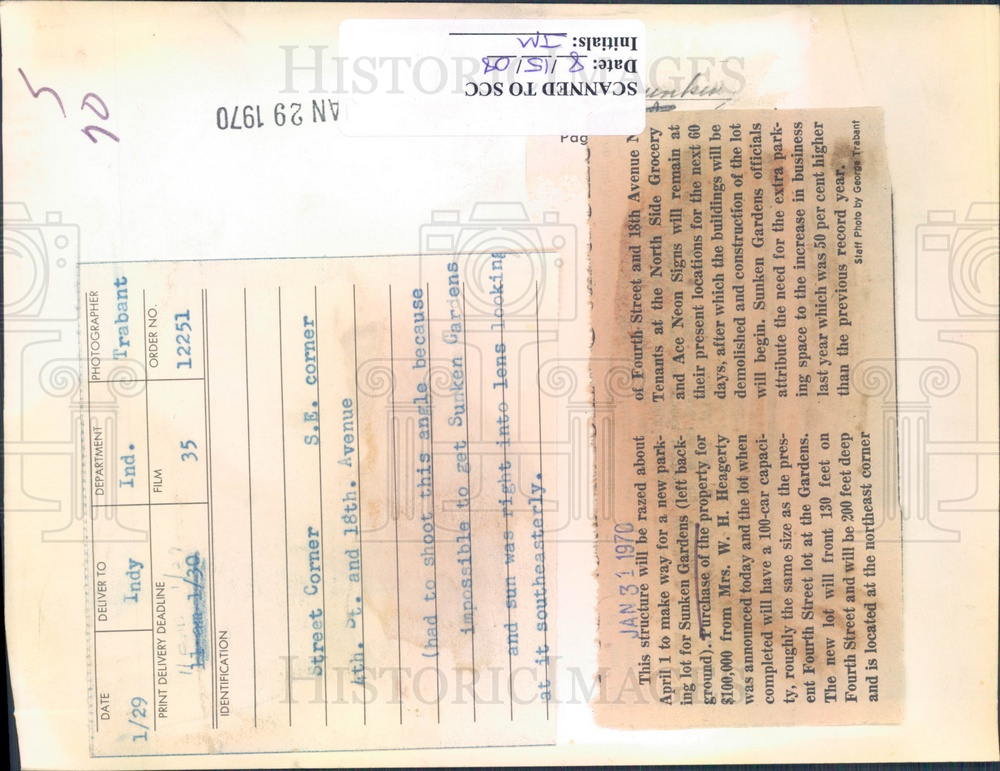 SCANNED TO SCC
Date: 8/15/08
Initials: JM
JAN 29 1970
5
70
Pag
DATE DELIVER TO DEPARTMENT PHOTOGRAPHER
1/29 Indy Ind. Trabant
PRINT DELIVERY DEADLINE FILM ORDER NO.
35 12251
IDENTIFICATION
Street Corner S.E. corner
4th. St. and 18th. Avenue
(had to shoot this angle because
impossible to get Sunken Gardens
and sun was right into lens looking
at it southeasterly.
JAN 31 1970
This structure will be razed about
April 1 to make way for a new park-
ing lot for Sunken Gardens (left back-
ground). Purchase of the property for
$100,000 from Mrs. W. H. Heagerty
was announced today and the lot when
completed will have a 100-car capaci-
ty, roughly the same size as the pres-
ent Fourth Street lot at the Gardens.
The new lot will front 130 feet on
Fourth Street and will be 200 feet deep
and is located at the northeast corner
of Fourth Street and 18th Avenue N
Tenants at the North Side Grocery
and Ace Neon Signs will remain at
their present locations for the next 60
days, after which the buildings will be
demolished and construction of the lot
will begin. Sunken Gardens officials
attribute the need for the extra park-
ing space to the increase in business
last year which was 50 per cent higher
than the previous record year.
Staff Photo by George Trabant
HISTORIC IMAGES
HISTORIC IMAGES